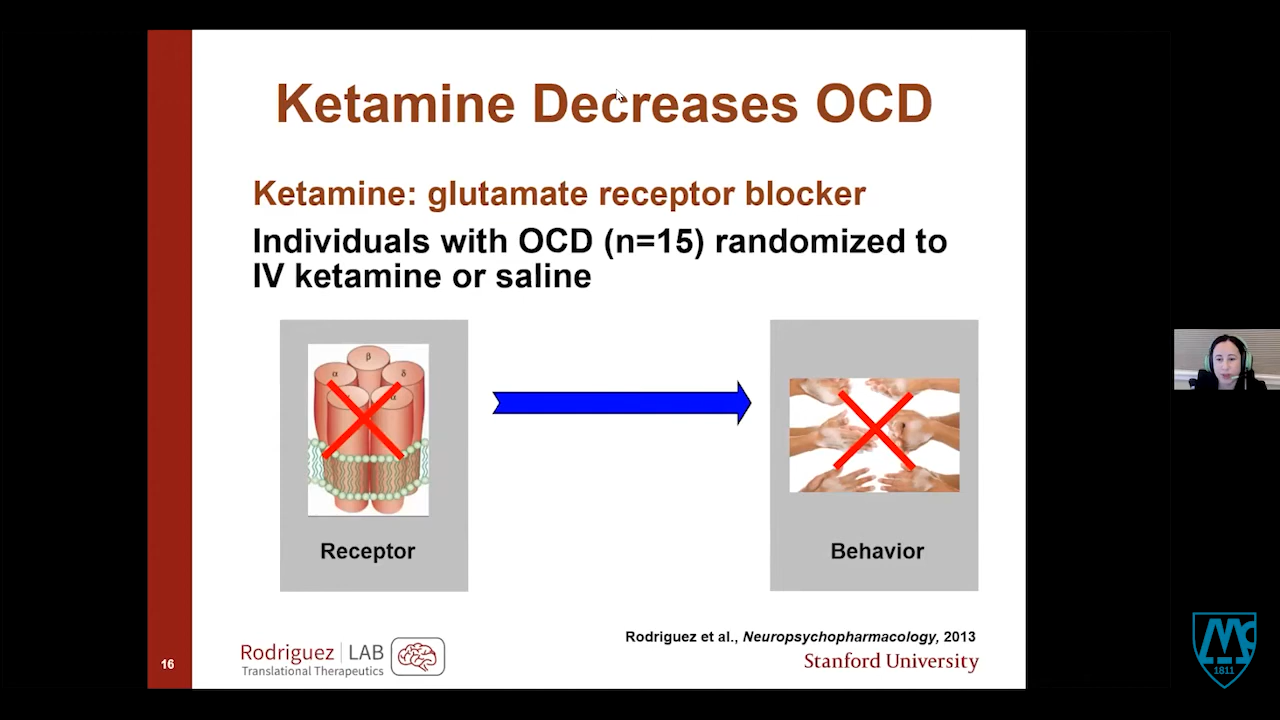 Ketamine Decreases OCD
Ketamine: glutamate receptor blocker
Individuals with OCD (n=15) randomized to
IV ketamine or saline
β
α
δ
α
Receptor
Behavior
Rodriguez et al., Neuropsychopharmacology, 2013
16
Rodriguez LAB
Translational Therapeutics
Stanford University
1811